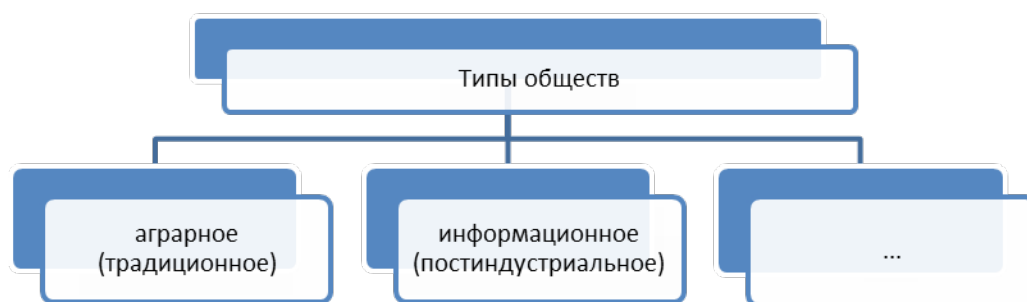 Типы обществ
аграрное
(традиционное)
информационное
(постиндустриальное)
...